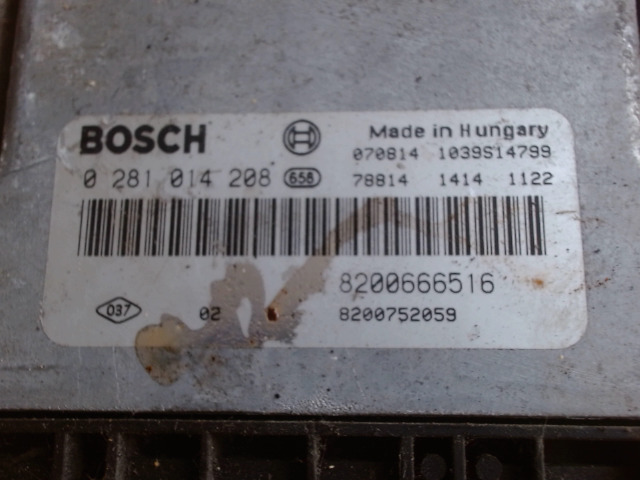 BOSCH
Made in Hungary
070814 1039S14799
0 281 014 208 658
78814 1414 1122
8200666516
037 02 8200752059